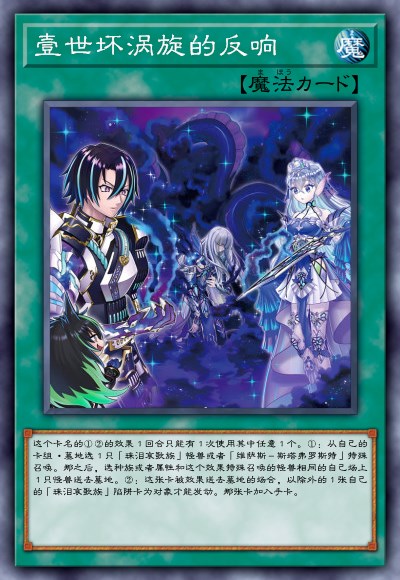 壹世坏涡旋的反响
魔
【魔法カード】
まほう
这个卡名的①②的效果1回合只能有1次使用其中任意1个。①：从自己的
卡组·墓地选1只「珠泪哀歌族」怪兽或者「维萨斯-斯塔弗罗斯特」特殊
召唤。那之后，选种族或者属性和这个效果特殊召唤的怪兽相同的自己场上
1只怪兽送去墓地。②：这张卡被效果送去墓地的场合，以除外的1张自己
的「珠泪哀歌族」陷阱卡为对象才能发动。那张卡加入手卡。